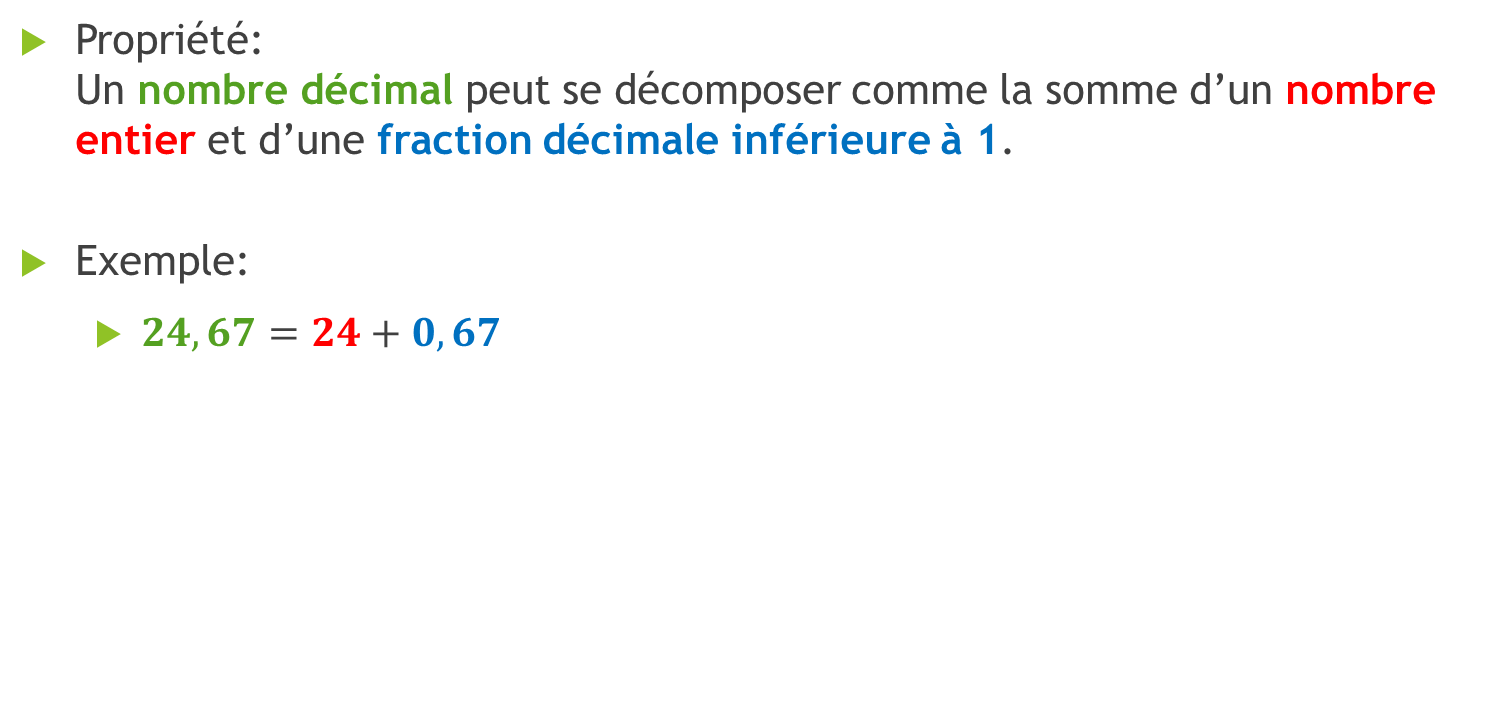 Propriété:
Un nombre décimal peut se décomposer comme la somme d’un nombre
entier et d’une fraction décimale inférieure à 1.
Exemple:
24,67 = 24 + 0,67